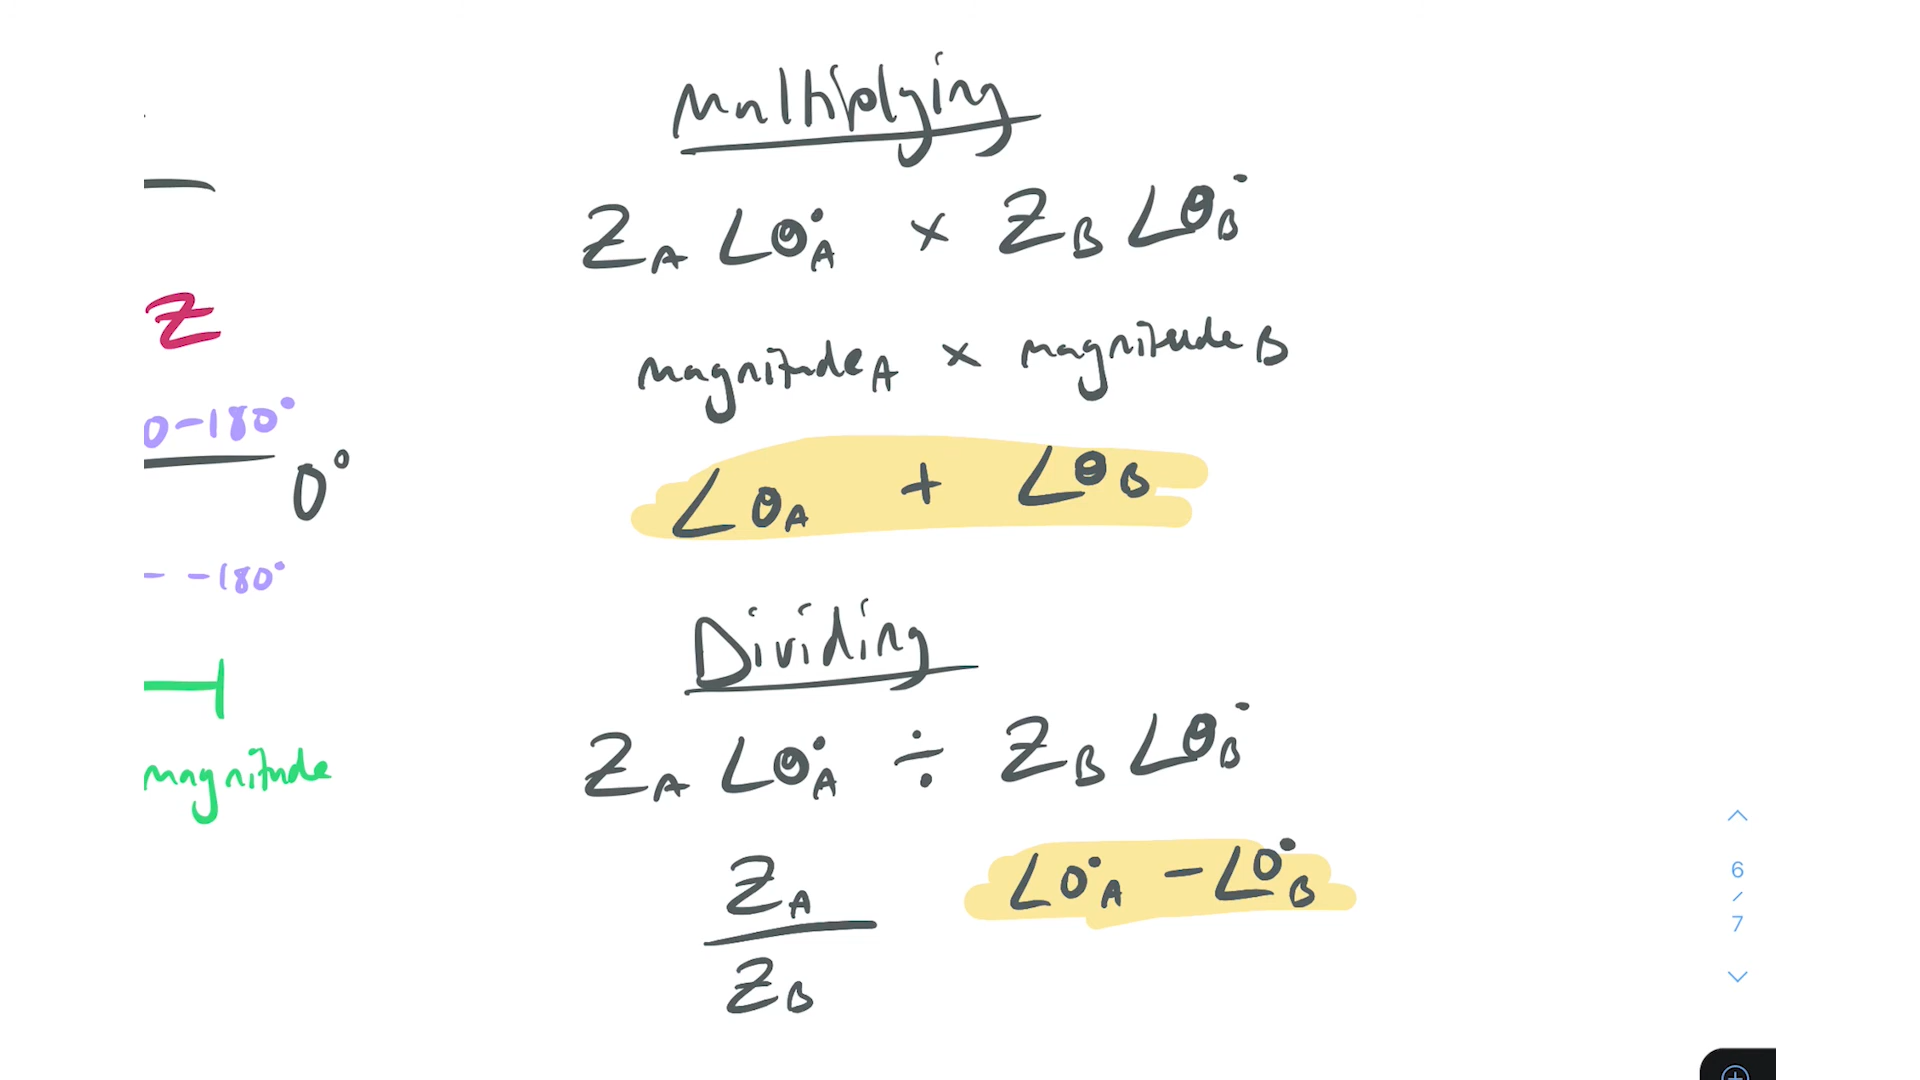 Multiplying
Z_A ∠θ°_A × Z_B ∠θ°_B
magnitude_A × magnitude_B
∠θ_A + ∠θ_B
Dividing
Z_A ∠θ°_A ÷ Z_B ∠θ°_B
Z_A
Z_B
∠θ°_A - ∠θ°_B
Z
0-180°
0°
- -180°
magnitude
6
/
7